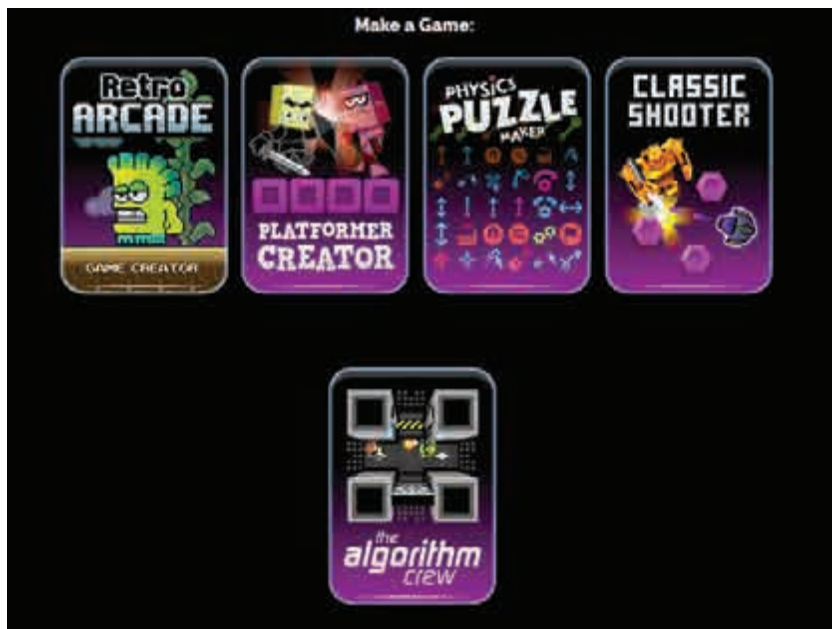 Make a Game:
Retro
ARCADE
GAME CREATOR
PLATFORMER
CREATOR
PHYSICS
PUZZLE
MAKER
CLASSIC
SHOOTER
the
algorithm
crew